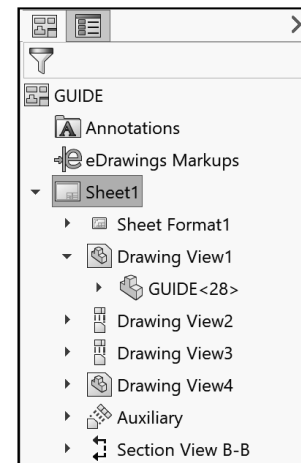 GUIDE
Annotations
eDrawings Markups
Sheet1
Sheet Format1
Drawing View1
GUIDE<28>
Drawing View2
Drawing View3
Drawing View4
Auxiliary
Section View B-B